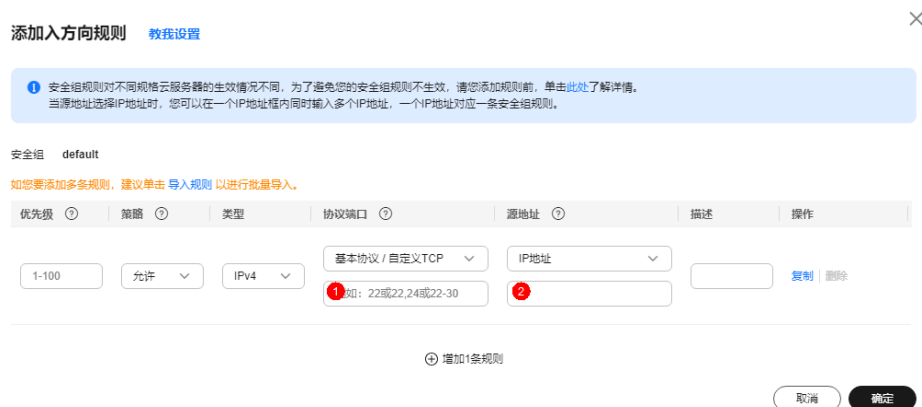 添加入方向规则 教我设置
安全组规则对不同规格云服务器的生效情况不同，为了避免您的安全组规则不生效，请您添加规则前，单击此处了解详情。
当源地址选择IP地址时，您可以在一个IP地址框内同时输入多个IP地址，一个IP地址对应一条安全组规则。
安全组 default
如您要添加多条规则，建议单击 导入规则 以进行批量导入。
优先级 策略 类型 协议端口 源地址 描述 操作
基本协议 / 自定义TCP IP地址
1-100 允许 IPv4 复制 删除
1 如：22或22,24或22-30 2
增加1条规则
取消 确定